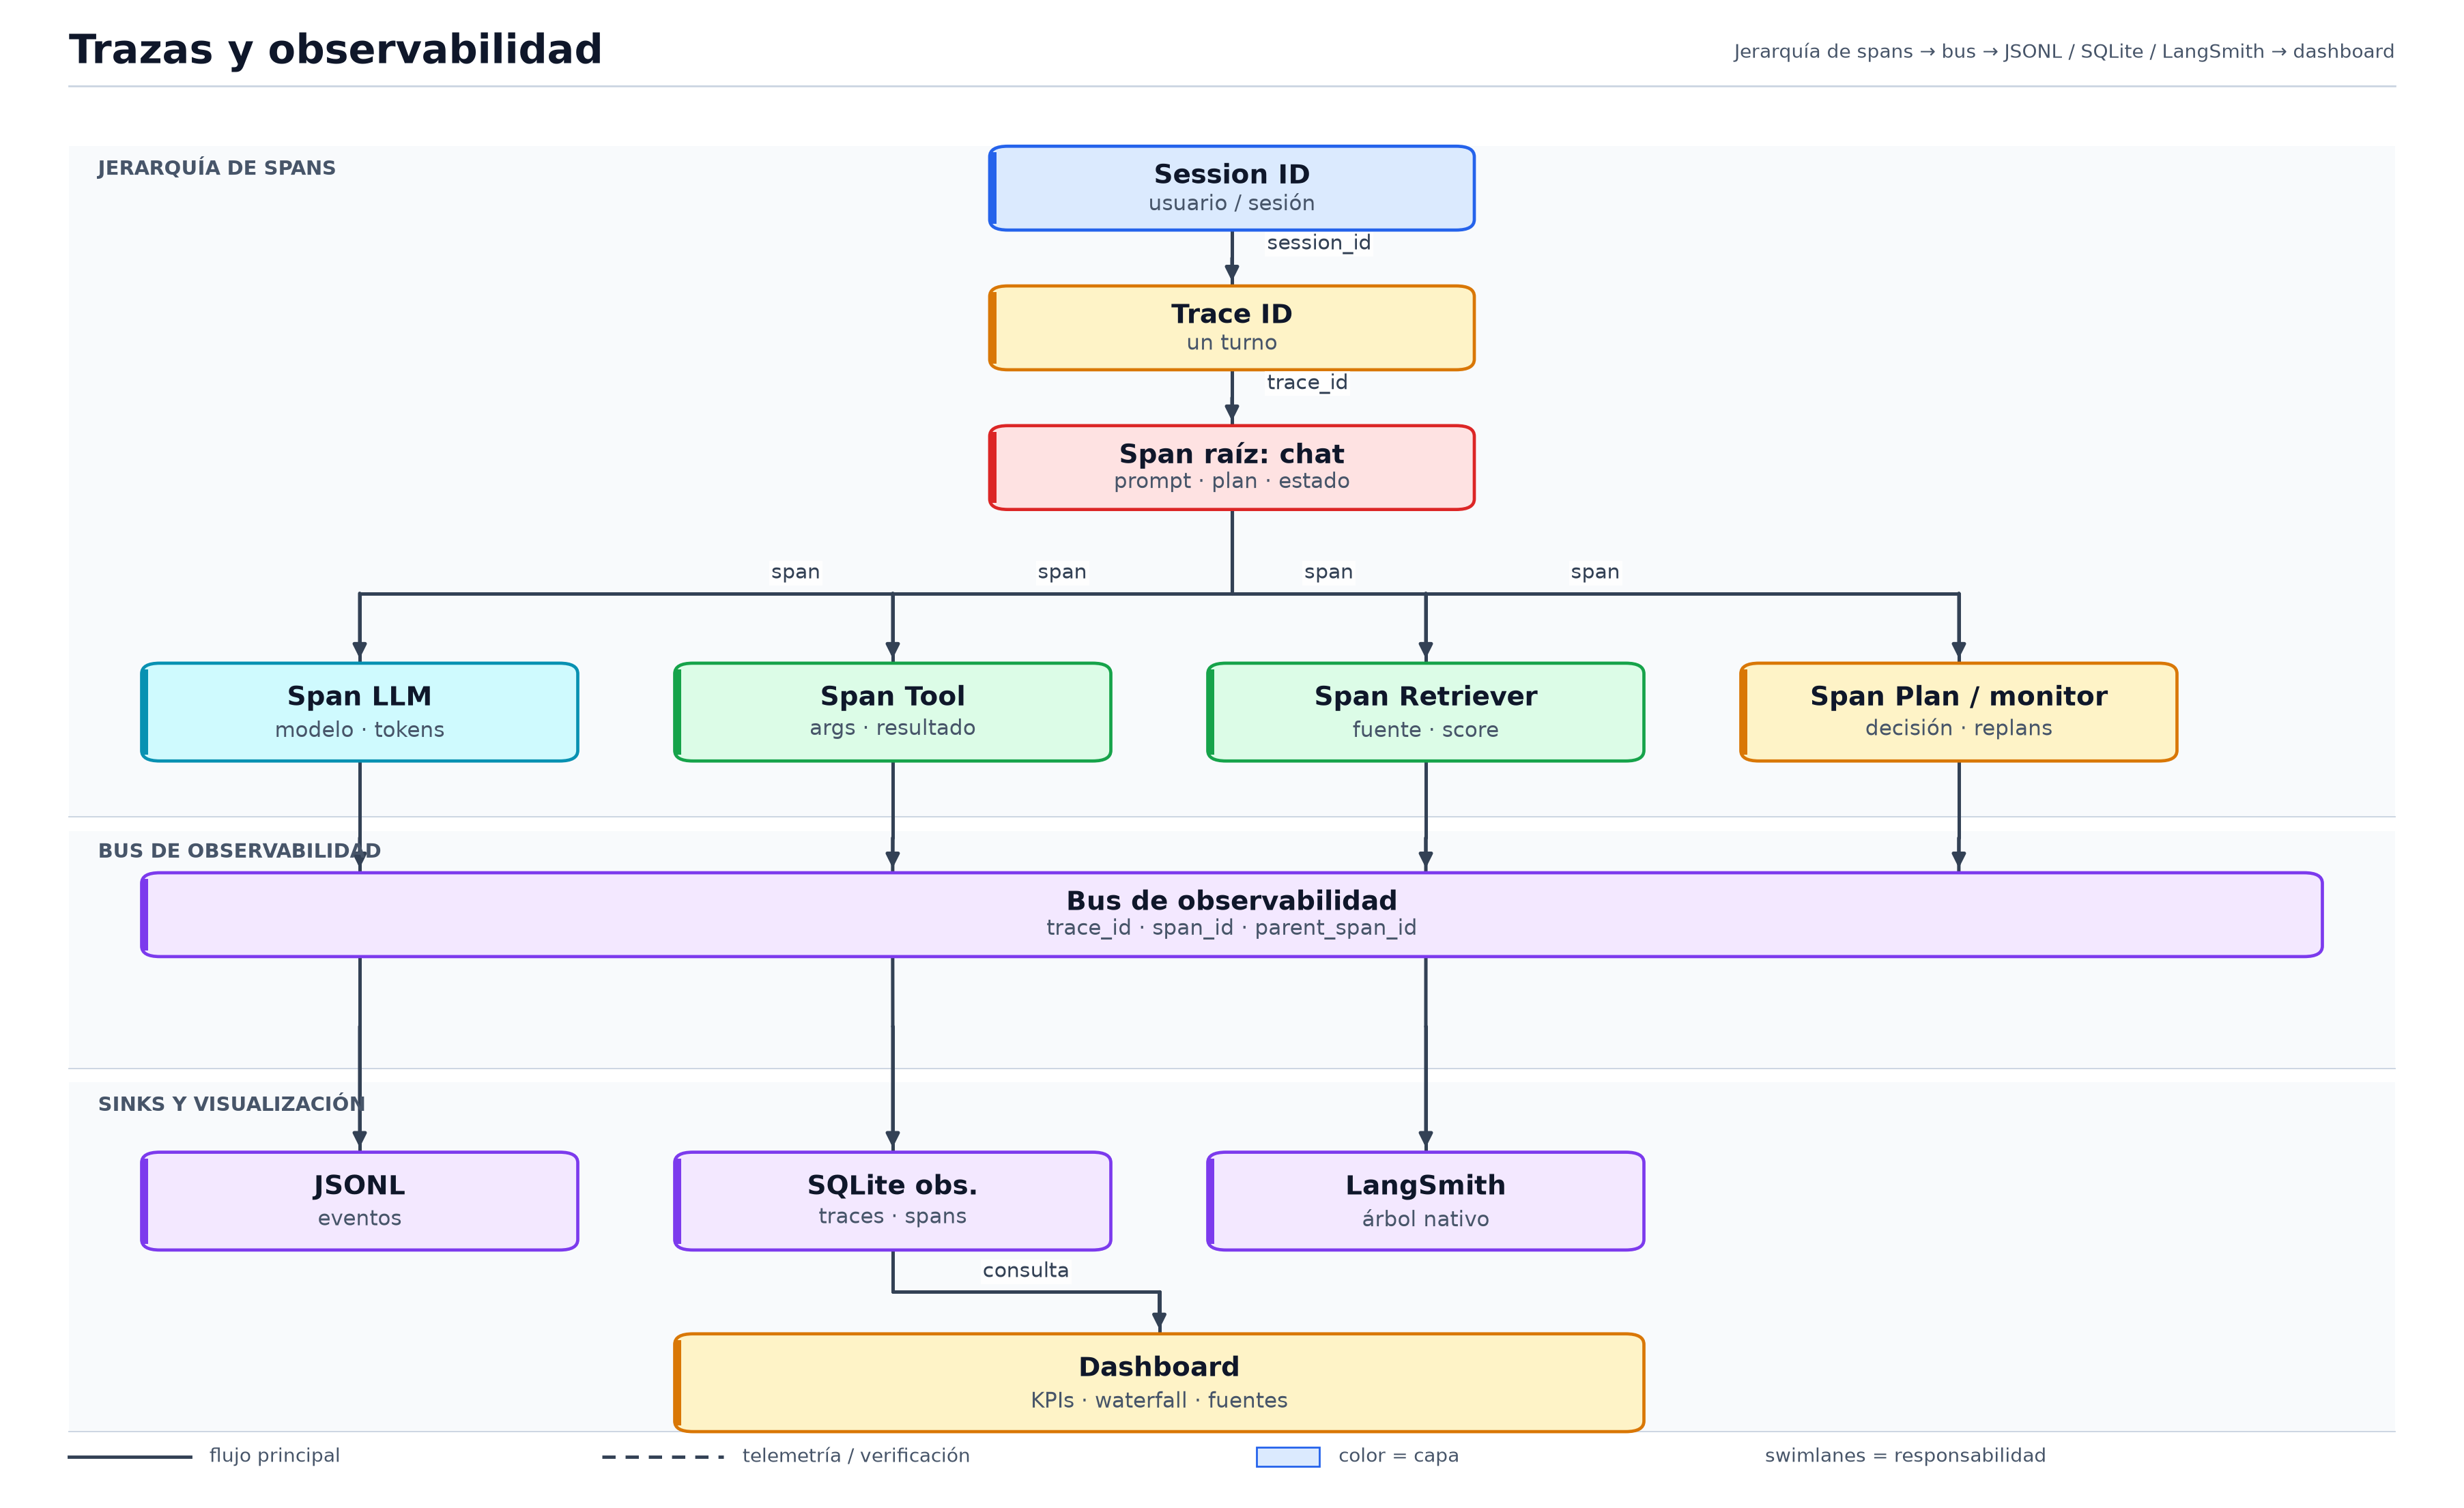 Trazas y observabilidad
Jerarquía de spans → bus → JSONL / SQLite / LangSmith → dashboard
JERARQUÍA DE SPANS
Session ID
usuario / sesión
session_id
Trace ID
un turno
trace_id
Span raíz: chat
prompt · plan · estado
span
span
span
span
Span LLM
modelo · tokens
Span Tool
args · resultado
Span Retriever
fuente · score
Span Plan / monitor
decisión · replans
BUS DE OBSERVABILIDAD
Bus de observabilidad
trace_id · span_id · parent_span_id
SINKS Y VISUALIZACIÓN
JSONL
eventos
SQLite obs.
traces · spans
LangSmith
árbol nativo
consulta
Dashboard
KPIs · waterfall · fuentes
flujo principal
telemetría / verificación
color = capa
swimlanes = responsabilidad